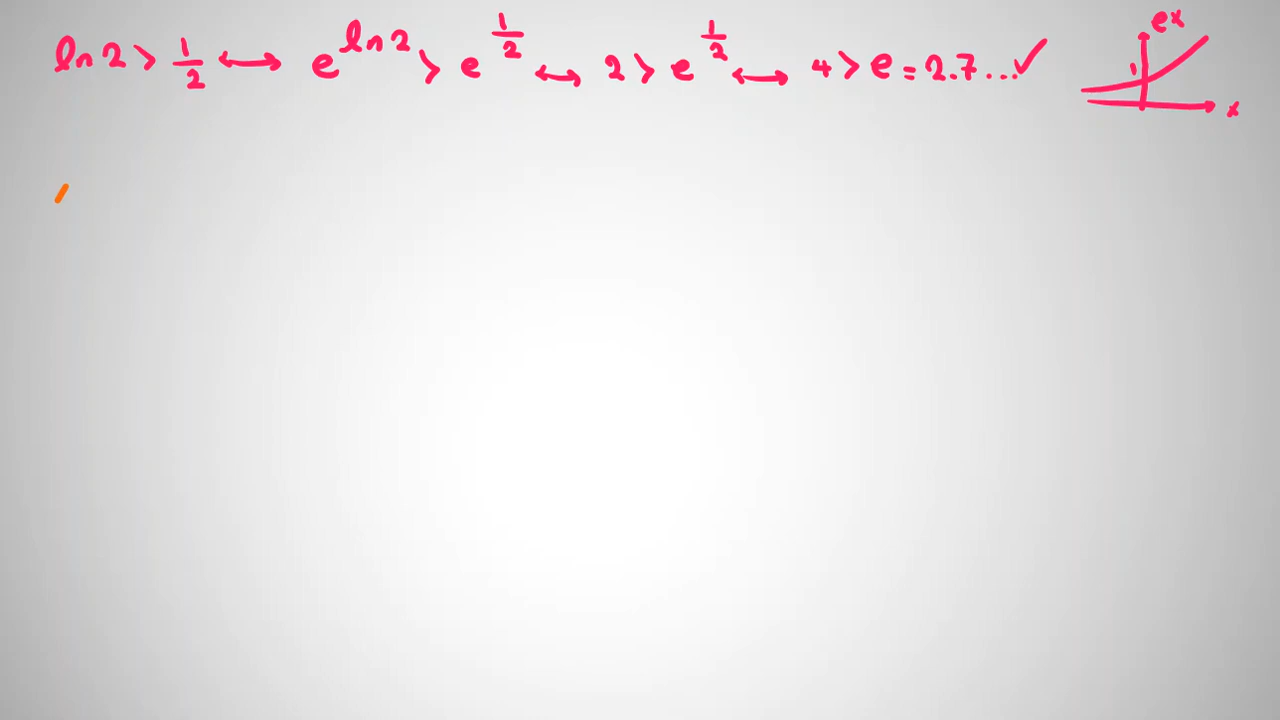 ln 2 > 1/2 ↔ e^(ln 2) > e^(1/2) ↔ 2 > e^(1/2) ↔ 4 > e = 2.7... ✓
e^x
1
x